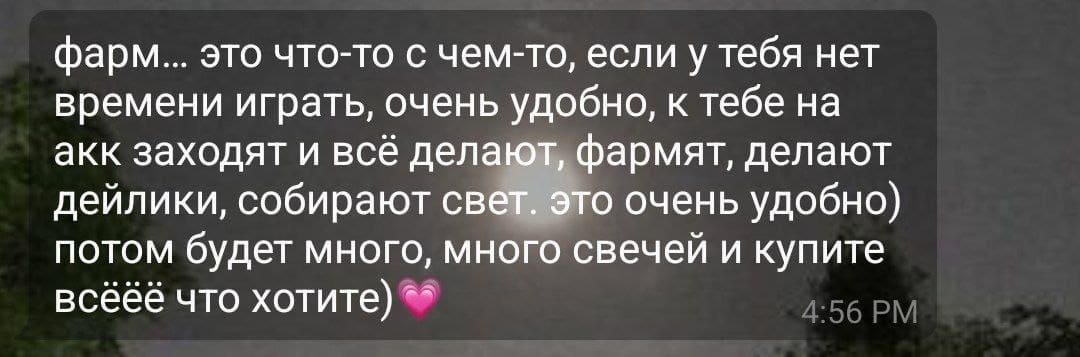 фарм... это что-то с чем-то, если у тебя нет
времени играть, очень удобно, к тебе на
акк заходят и всё делают, фармят, делают
дейлики, собирают свет. это очень удобно)
потом будет много, много свечей и купите
всёёё что хотите)💗
4:56 PM